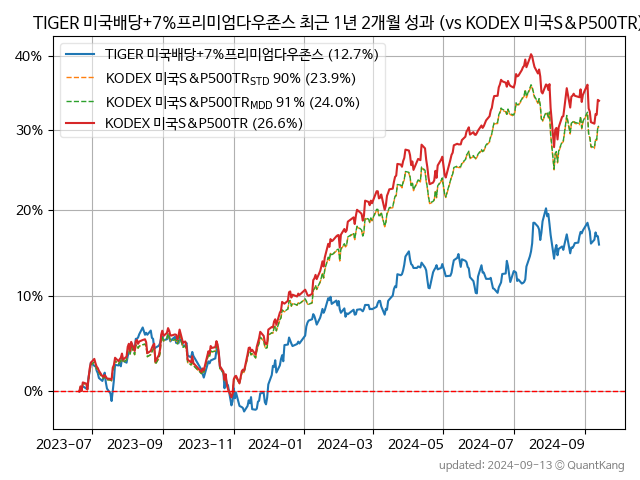 TIGER 미국배당+7%프리미엄다우존스 최근 1년 2개월 성과 (vs KODEX 미국S&P500TR)
TIGER 미국배당+7%프리미엄다우존스 (12.7%)
KODEX 미국S&P500TR_STD 90% (23.9%)
KODEX 미국S&P500TR_MDD 91% (24.0%)
KODEX 미국S&P500TR (26.6%)
40%
30%
20%
10%
0%
2023-07 2023-09 2023-11 2024-01 2024-03 2024-05 2024-07 2024-09
updated: 2024-09-13 © QuantKang